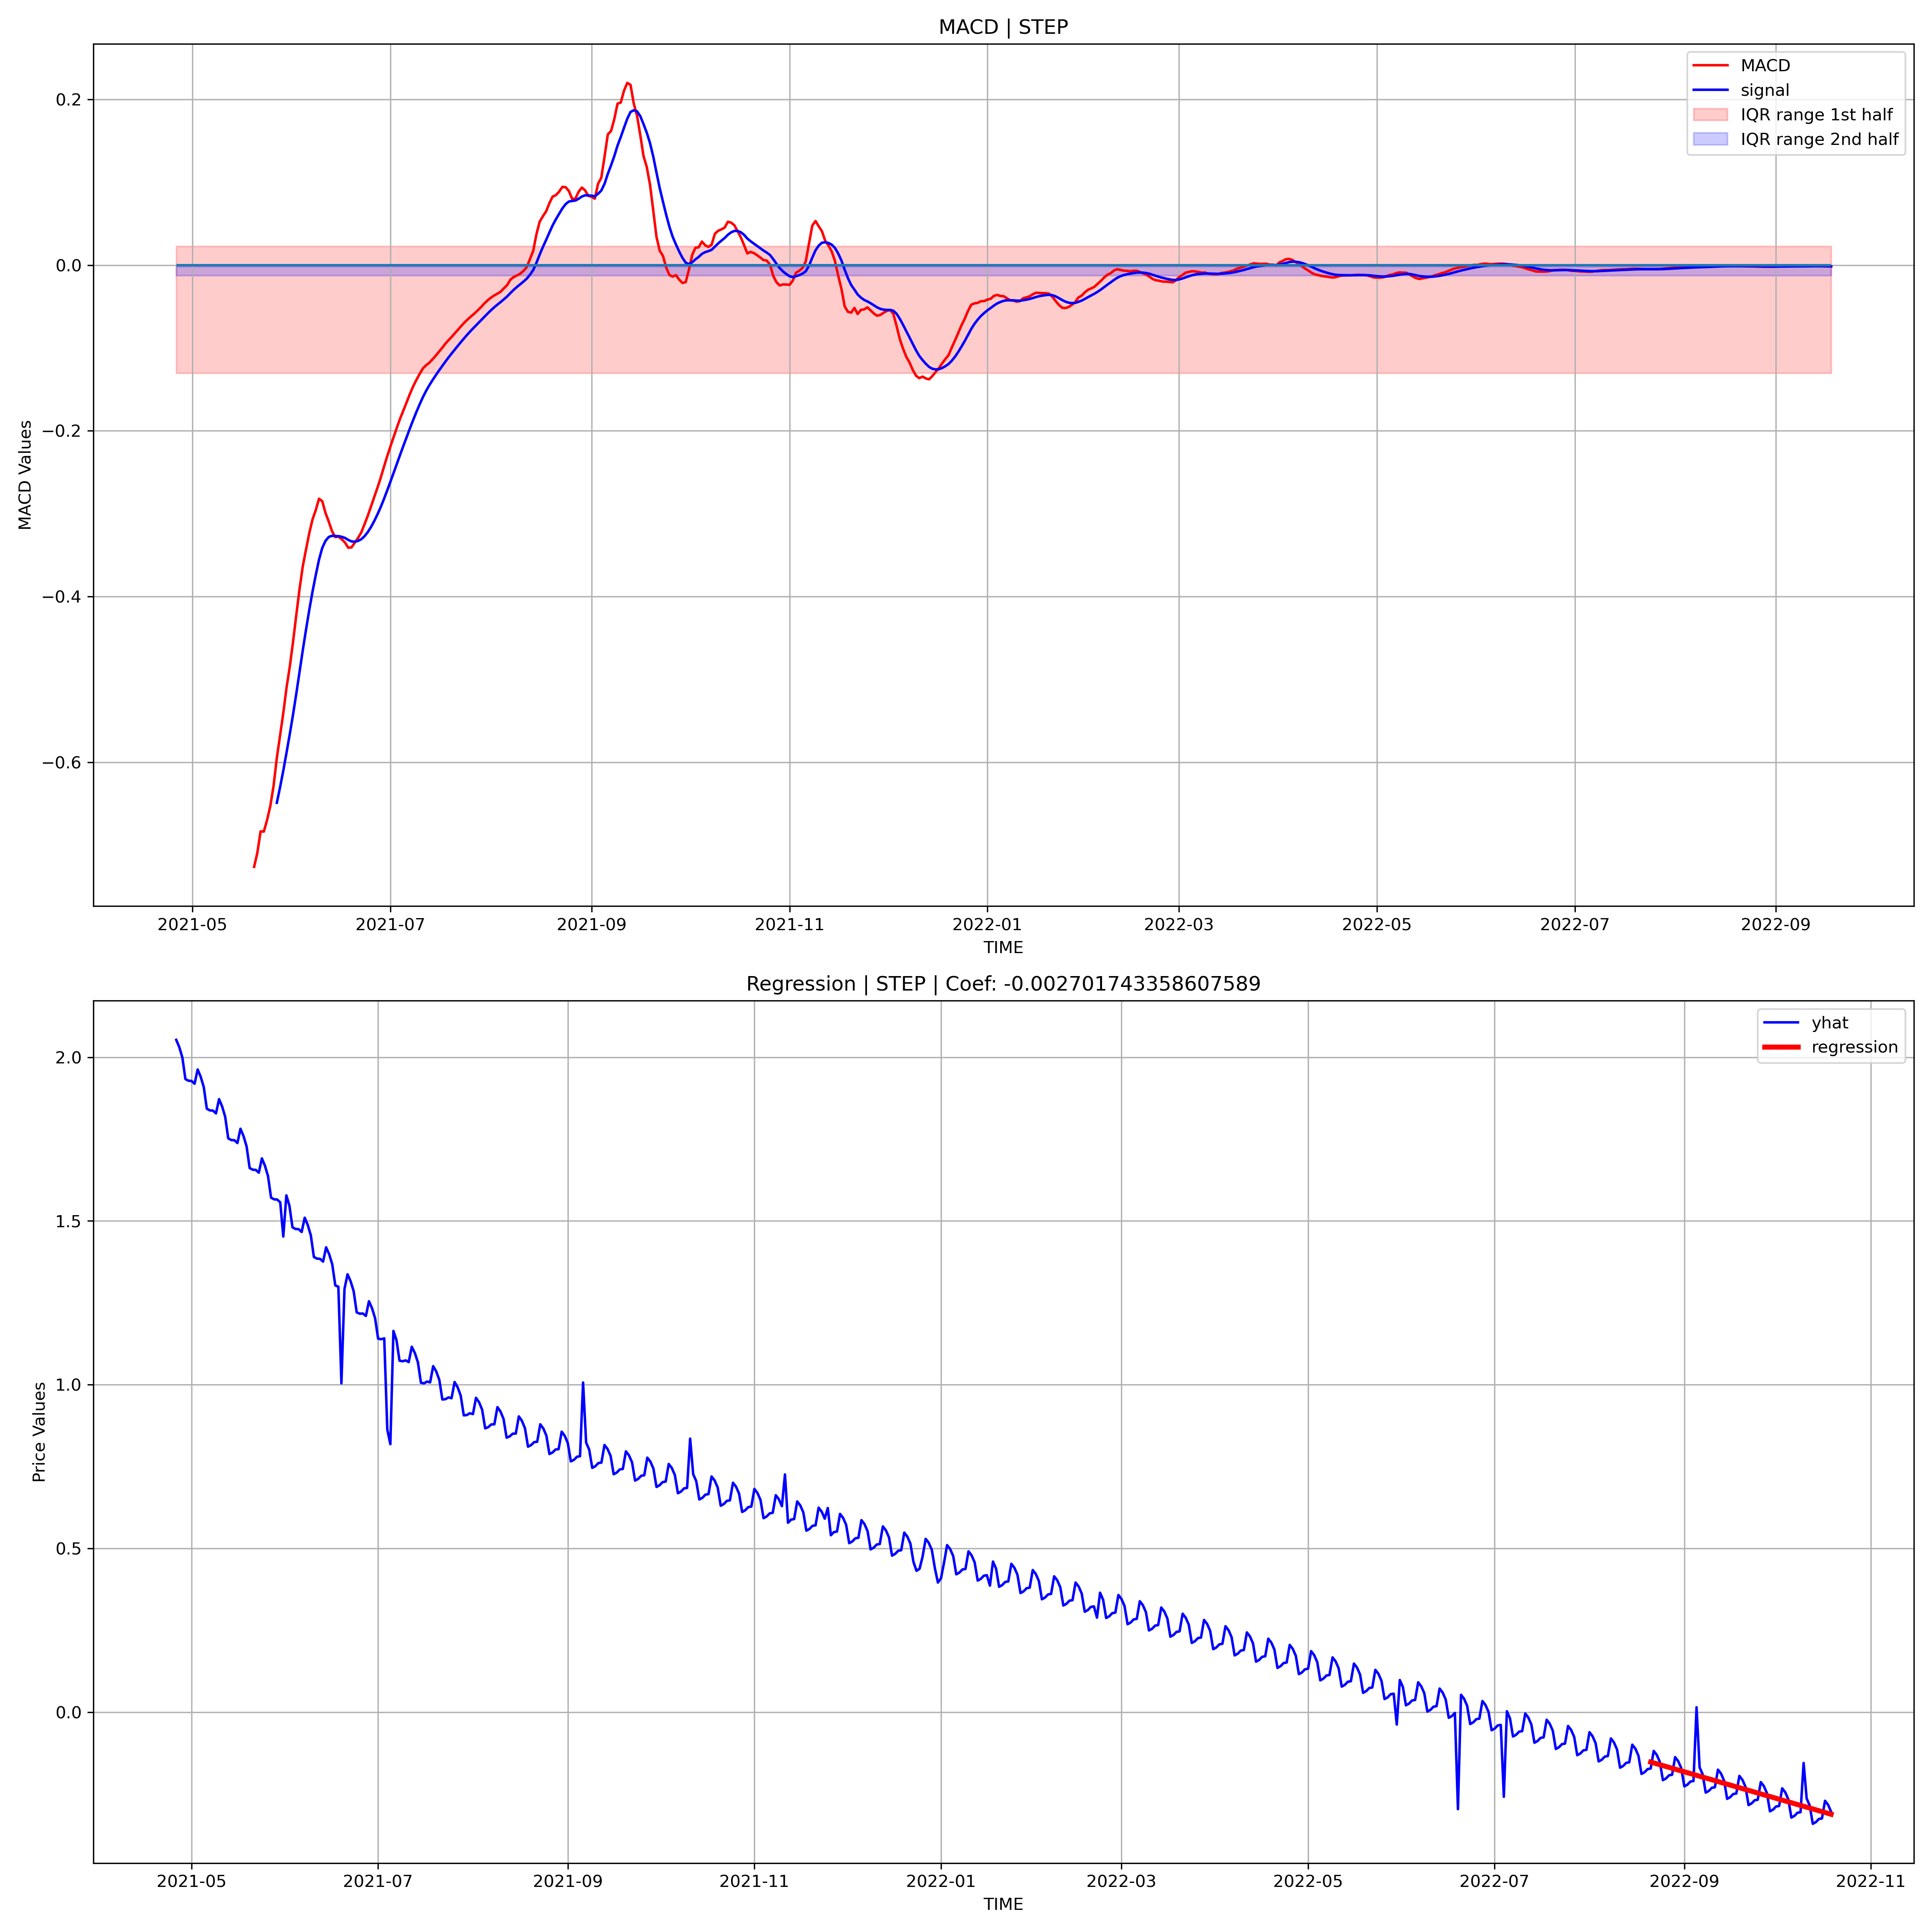 MACD | STEP
MACD
signal
IQR range 1st half
IQR range 2nd half
0.2
0.0
−0.2
−0.4
−0.6
MACD Values
2021-05 2021-07 2021-09 2021-11 2022-01 2022-03 2022-05 2022-07 2022-09
TIME
Regression | STEP | Coef: -0.002701743358607589
yhat
regression
2.0
1.5
1.0
0.5
0.0
Price Values
2021-05 2021-07 2021-09 2021-11 2022-01 2022-03 2022-05 2022-07 2022-09 2022-11
TIME